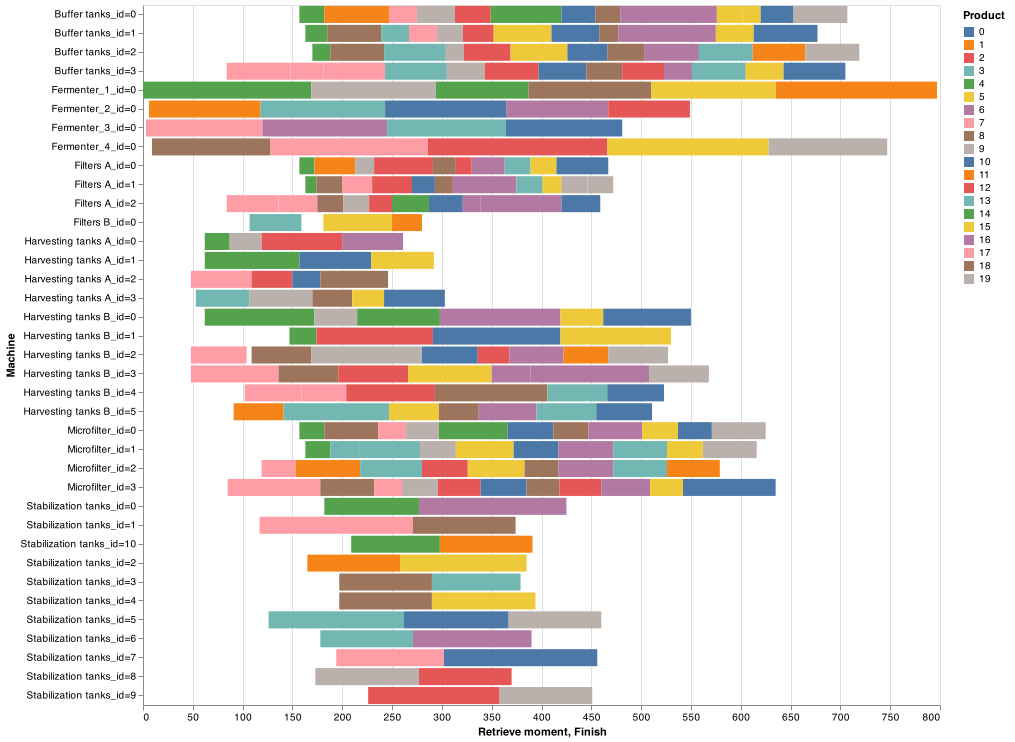 Product
0
1
2
3
4
5
6
7
8
9
10
11
12
13
14
15
16
17
18
19
Machine
Buffer tanks_id=0
Buffer tanks_id=1
Buffer tanks_id=2
Buffer tanks_id=3
Fermenter_1_id=0
Fermenter_2_id=0
Fermenter_3_id=0
Fermenter_4_id=0
Filters A_id=0
Filters A_id=1
Filters A_id=2
Filters B_id=0
Harvesting tanks A_id=0
Harvesting tanks A_id=1
Harvesting tanks A_id=2
Harvesting tanks A_id=3
Harvesting tanks B_id=0
Harvesting tanks B_id=1
Harvesting tanks B_id=2
Harvesting tanks B_id=3
Harvesting tanks B_id=4
Harvesting tanks B_id=5
Microfilter_id=0
Microfilter_id=1
Microfilter_id=2
Microfilter_id=3
Stabilization tanks_id=0
Stabilization tanks_id=1
Stabilization tanks_id=10
Stabilization tanks_id=2
Stabilization tanks_id=3
Stabilization tanks_id=4
Stabilization tanks_id=5
Stabilization tanks_id=6
Stabilization tanks_id=7
Stabilization tanks_id=8
Stabilization tanks_id=9
0 50 100 150 200 250 300 350 400 450 500 550 600 650 700 750 800
Retrieve moment, Finish